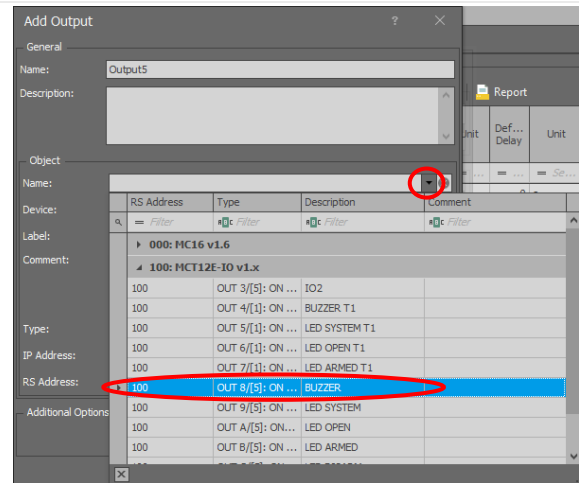 Add Output ? ×
General
Name: Output5
Description:
Report
Unit Def... Delay Unit
= ... = ... = Se...
Object
Name:
Device:
Label:
Comment:
Type:
IP Address:
RS Address:
Additional Options
RS Address Type Description Comment
= Filter Filter Filter Filter
000: MC16 v1.6
100: MCT12E-IO v1.x
100 OUT 3/[5]: ON ... IO2
100 OUT 4/[1]: ON ... BUZZER T1
100 OUT 5/[1]: ON ... LED SYSTEM T1
100 OUT 6/[1]: ON ... LED OPEN T1
100 OUT 7/[1]: ON ... LED ARMED T1
100 OUT 8/[5]: ON ... BUZZER
100 OUT 9/[5]: ON ... LED SYSTEM
100 OUT A/[5]: ON... LED OPEN
100 OUT B/[5]: ON ... LED ARMED